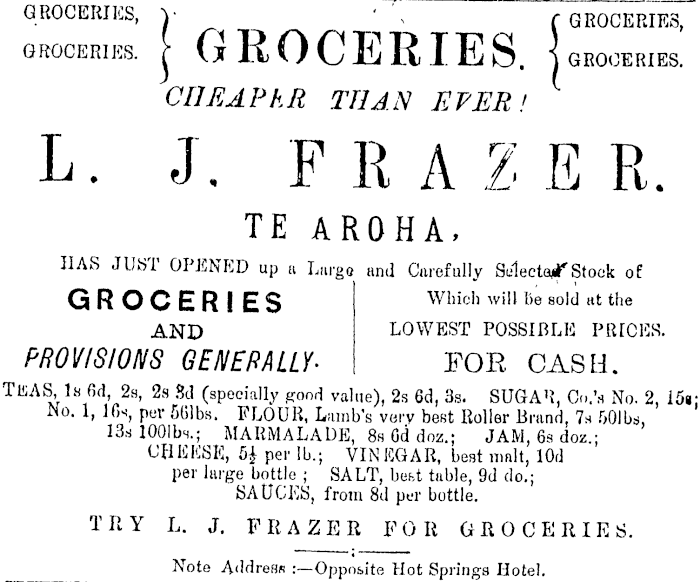 GROCERIES,
GROCERIES.
GROCERIES.
GROCERIES,
GROCERIES.
CHEAPER THAN EVER!
L. J. FRAZER.
TE AROHA,
HAS JUST OPENED up a Large and Carefully Selected Stock of
GROCERIES
AND
PROVISIONS GENERALLY.
Which will be sold at the
LOWEST POSSIBLE PRICES.
FOR CASH.
TEAS, 1s 6d, 2s, 2s 3d (specially good value), 2s 6d, 3s. SUGAR, Co.'s No. 2, 15s;
No. 1, 16s, per 56lbs. FLOUR, Lamb's very best Roller Brand, 7s 50lbs,
13s 100lbs.; MARMALADE, 8s 6d doz.; JAM, 6s doz.;
CHEESE, 5½ per lb.; VINEGAR, best malt, 10d
per large bottle; SALT, best table, 9d do.;
SAUCES, from 8d per bottle.
TRY L. J. FRAZER FOR GROCERIES.
Note Address :—Opposite Hot Springs Hotel.